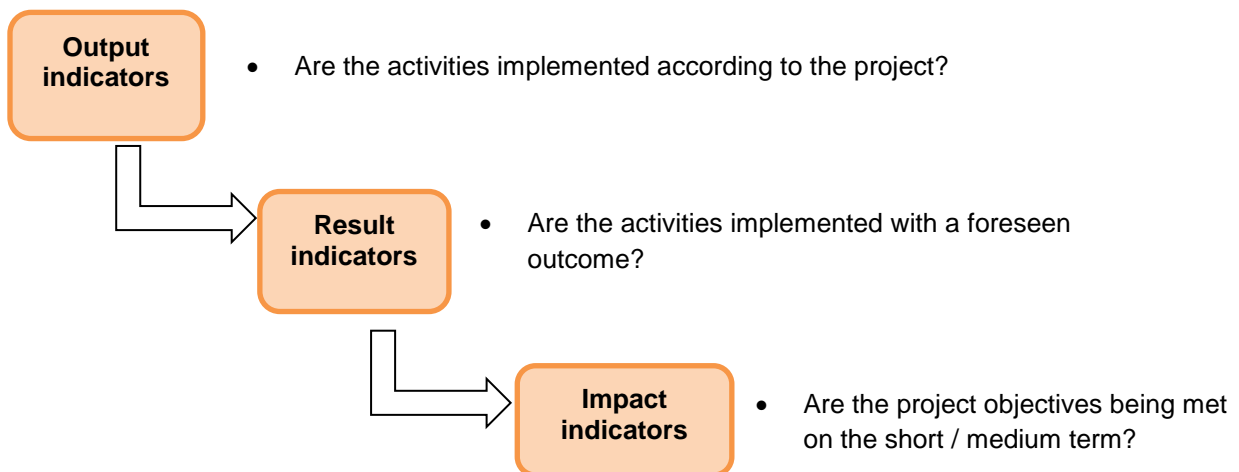 Output
indicators
• Are the activities implemented according to the project?
Result
indicators
• Are the activities implemented with a foreseen
outcome?
Impact
indicators
• Are the project objectives being met
on the short / medium term?